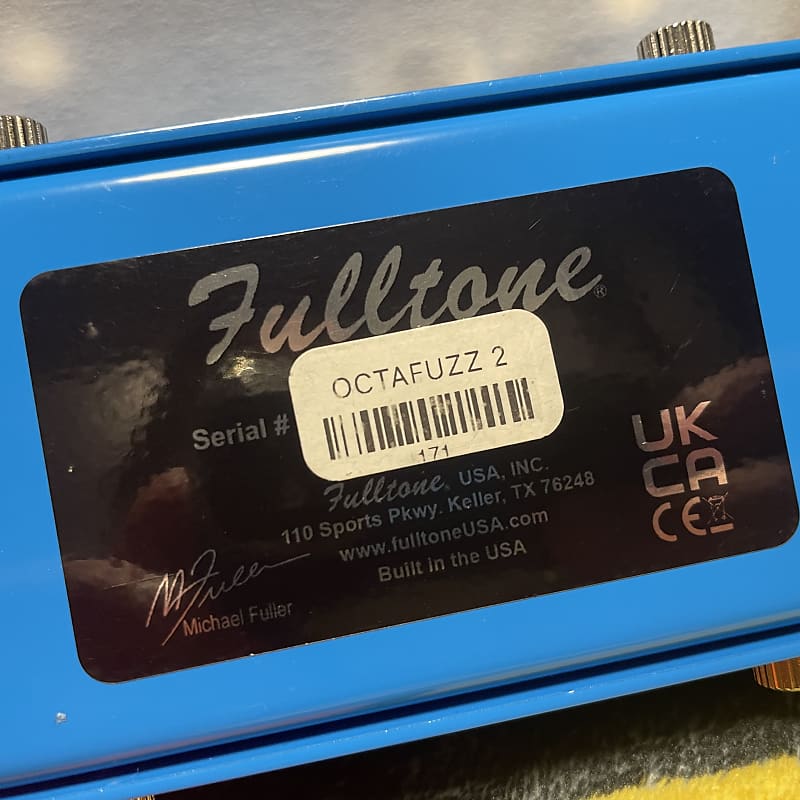 Fulltone®
OCTAFUZZ 2
Serial #
171
Fulltone® USA, INC.
110 Sports Pkwy. Keller, TX 76248
www.fulltoneUSA.com
Built in the USA
M Fuller
Michael Fuller
UK
CA
CE